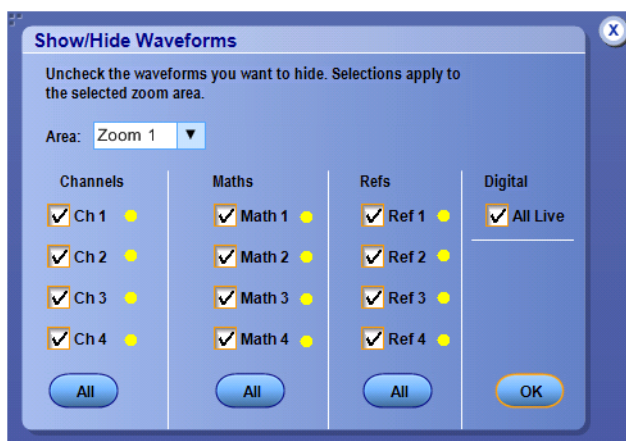 Show/Hide Waveforms
X
Uncheck the waveforms you want to hide. Selections apply to
the selected zoom area.
Area: Zoom 1
Channels Maths Refs Digital
Ch 1 Math 1 Ref 1 All Live
Ch 2 Math 2 Ref 2
Ch 3 Math 3 Ref 3
Ch 4 Math 4 Ref 4
All All All OK